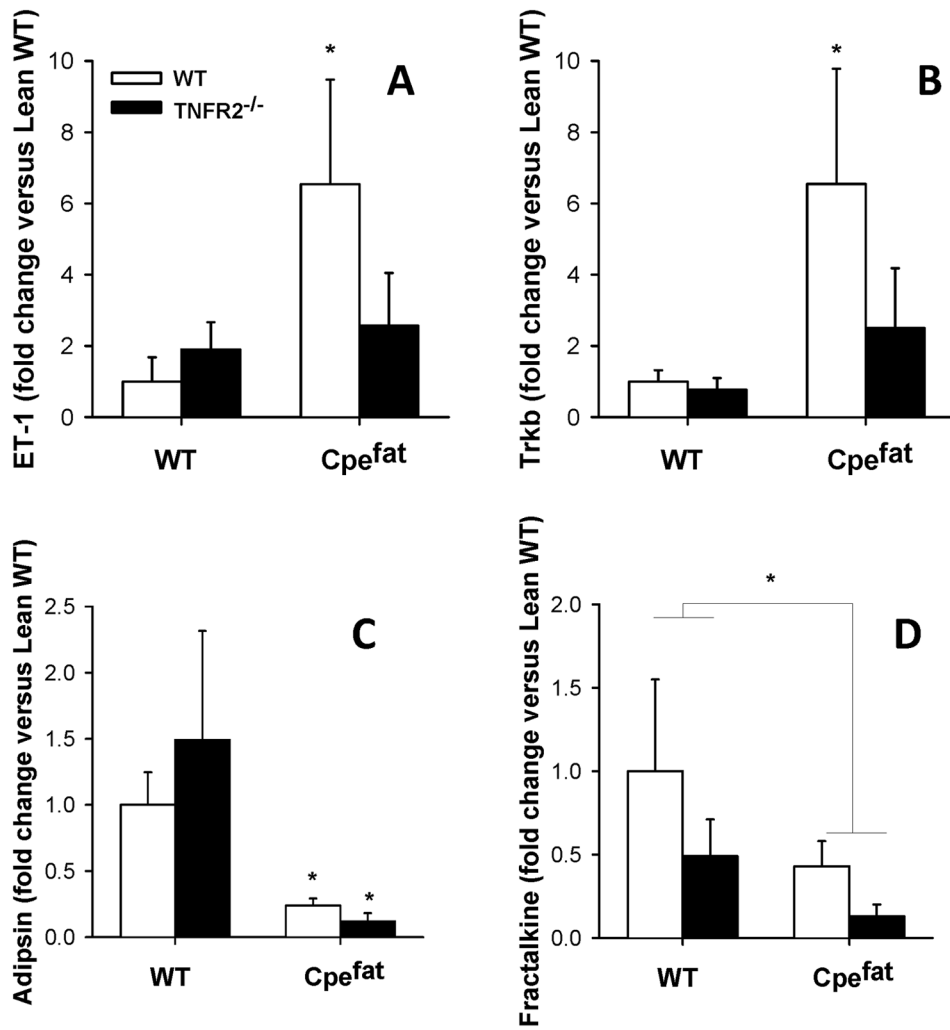 ET-1 (fold change versus Lean WT)
10
8
6
4
2
0
WT
TNFR2-/-
*
A
WT
Cpefat
Trkb (fold change versus Lean WT)
10
8
6
4
2
0
*
B
WT
Cpefat
Adipsin (fold change versus Lean WT)
2.5
2.0
1.5
1.0
0.5
0.0
C
*
*
WT
Cpefat
Fractalkine (fold change versus Lean WT)
2.0
1.5
1.0
0.5
0.0
*
D
WT
Cpefat